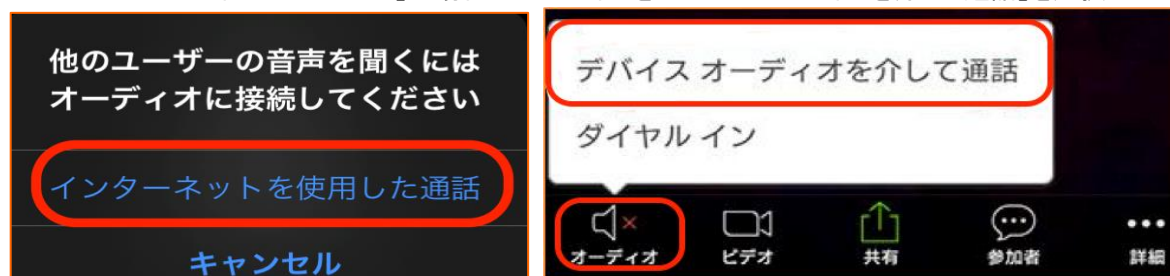 他のユーザーの音声を聞くには
オーディオに接続してください
インターネットを使用した通話
キャンセル
デバイス オーディオを介して通話
ダイヤル イン
オーディオ
ビデオ
共有
参加者
詳細